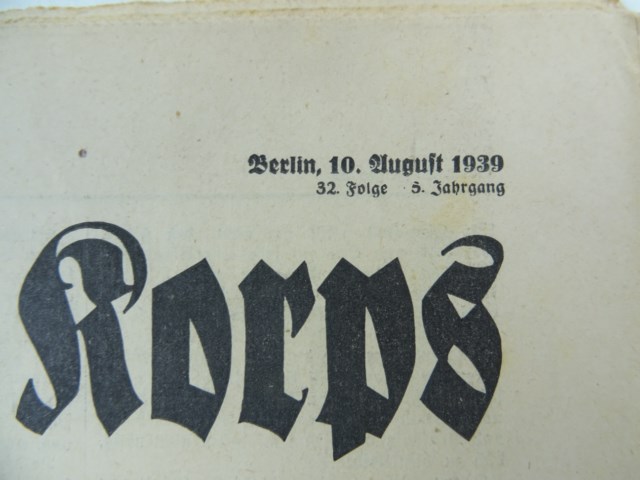 Berlin, 10. August 1939
32. Folge · 5. Jahrgang
Korps